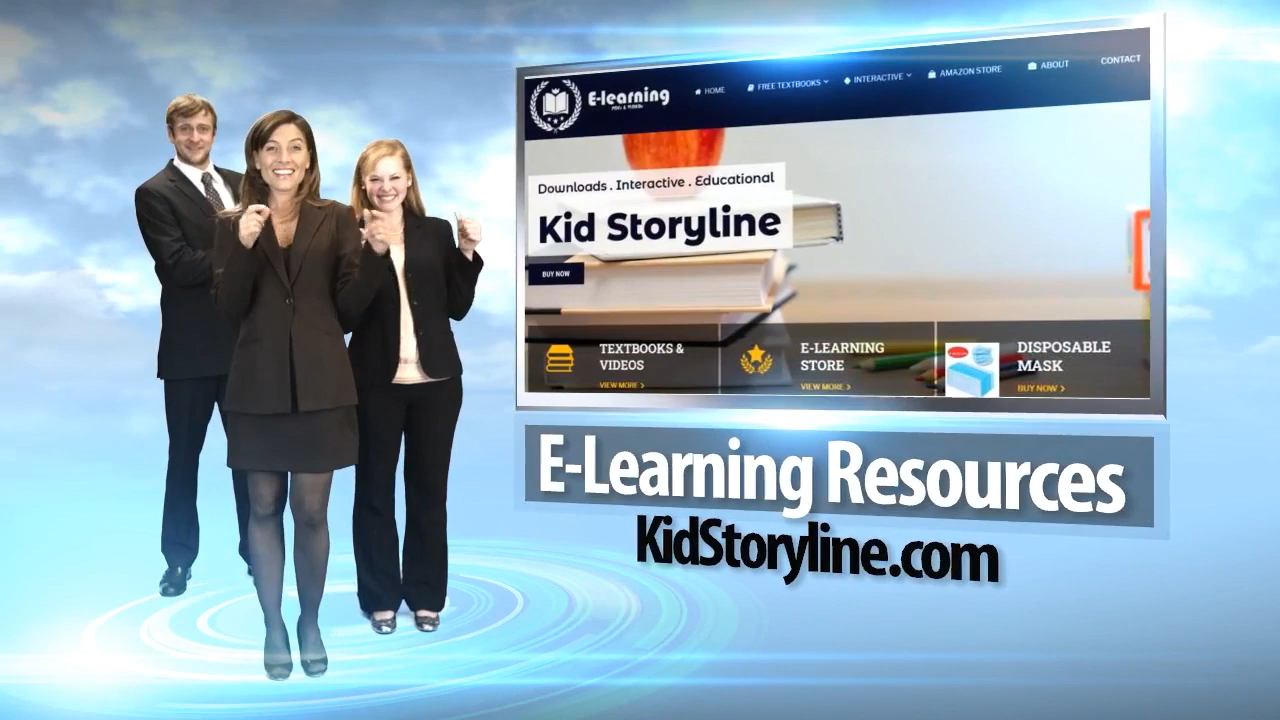 E-learning
HOME
FREE TEXTBOOKS
INTERACTIVE
AMAZON STORE
ABOUT
CONTACT
Downloads . Interactive . Educational
Kid Storyline
BUY NOW
TEXTBOOKS &
VIDEOS
VIEW MORE >
E-LEARNING
STORE
VIEW MORE >
DISPOSABLE
MASK
BUY NOW >
E-Learning Resources
KidStoryline.com